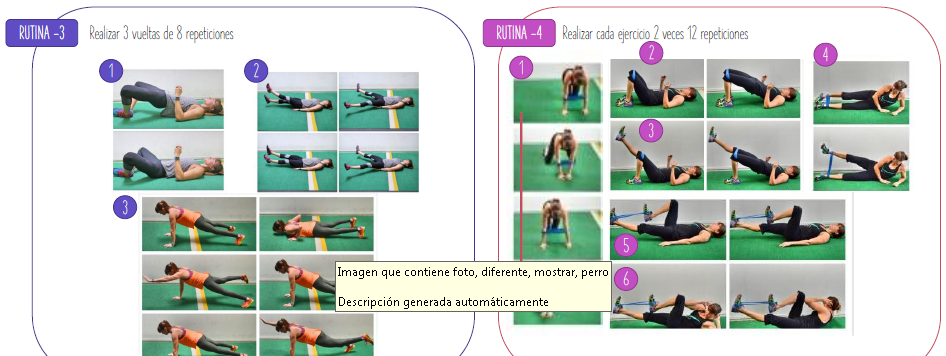 RUTINA -3
Realizar 3 vueltas de 8 repeticiones
1
2
3
RUTINA -4
Realizar cada ejercicio 2 veces 12 repeticiones
1
2
3
4
5
6
Imagen que contiene foto, diferente, mostrar, perro
Descripción generada automáticamente